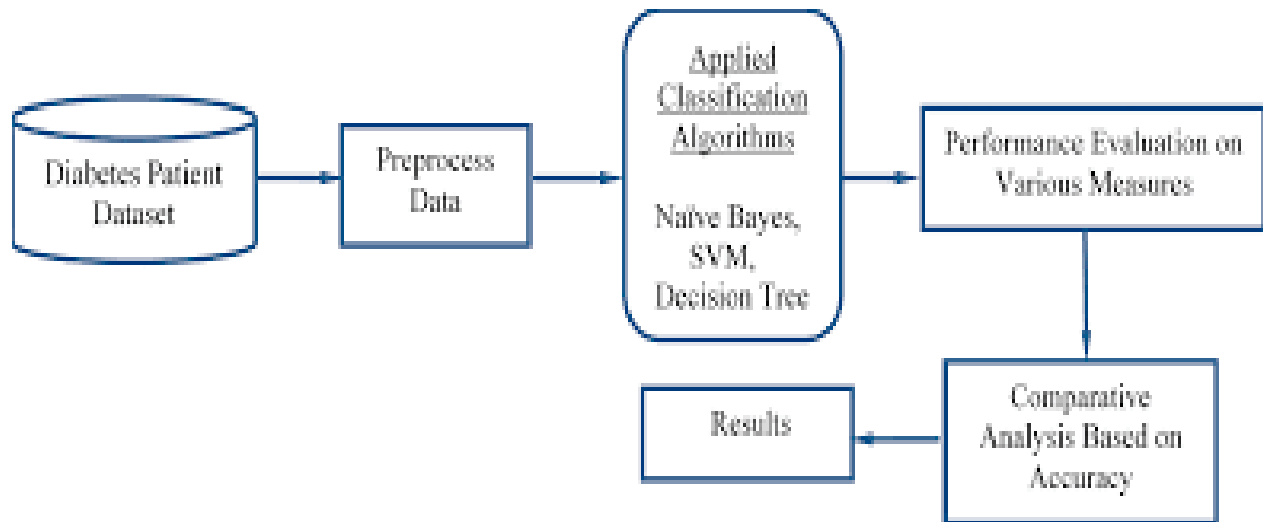 Diabetes Patient
Dataset
Preprocess
Data
Applied
Classification
Algorithms
Naïve Bayes,
SVM,
Decision Tree
Performance Evaluation on
Various Measures
Comparative
Analysis Based on
Accuracy
Results